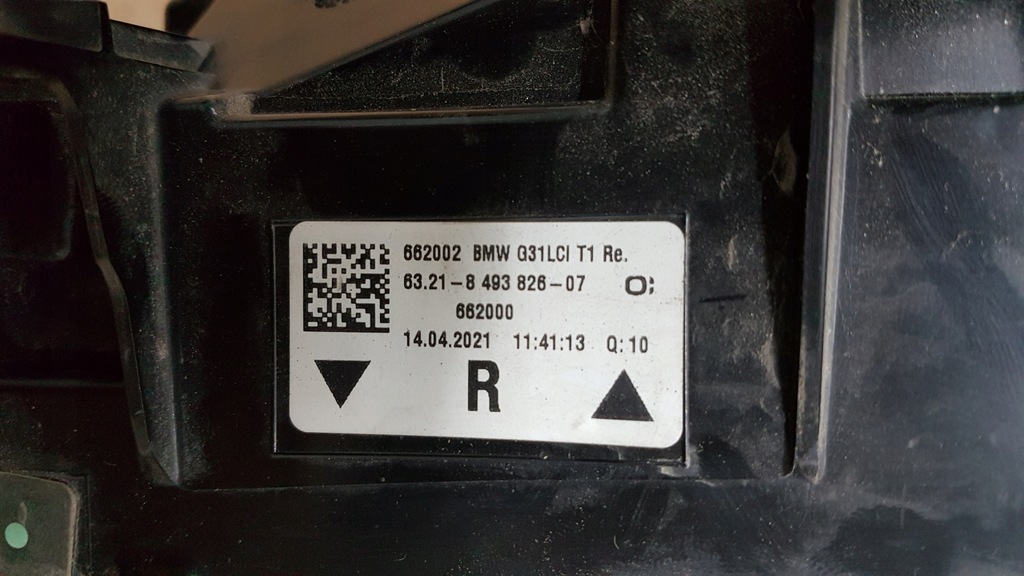 662002 BMW G31LCI T1 Re.
63.21-8 493 826-07 O;
662000
14.04.2021 11:41:13 Q:10
R